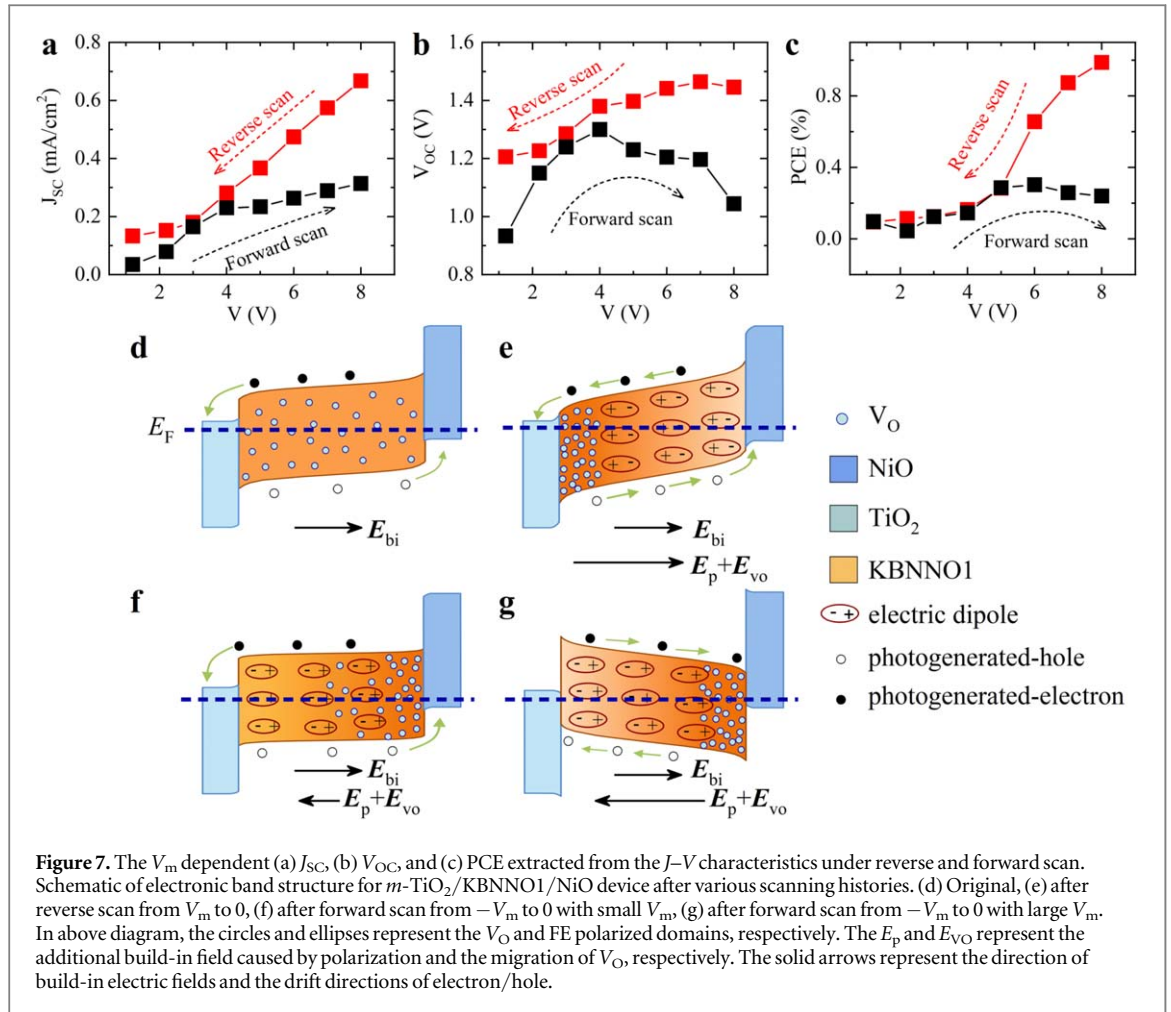 a
b
c
0.8
0.6
0.4
0.2
0.0
J_SC (mA/cm²)
Reverse scan
Forward scan
2 4 6 8
V (V)
1.6
1.4
1.2
1.0
0.8
V_OC (V)
Reverse scan
Forward scan
2 4 6 8
V (V)
0.8
0.4
0.0
PCE (%)
Reverse scan
Forward scan
2 4 6 8
V (V)
d
E_F
E_bi
e
- +
E_bi
E_p+E_vo
f
- +
E_bi
E_p+E_vo
g
- +
E_bi
E_p+E_vo
V_O
NiO
TiO₂
KBNNO1
- + electric dipole
photogenerated-hole
photogenerated-electron
Figure 7. The V_m dependent (a) J_SC, (b) V_OC, and (c) PCE extracted from the J–V characteristics under reverse and forward scan.
Schematic of electronic band structure for m-TiO₂/KBNNO1/NiO device after various scanning histories. (d) Original, (e) after
reverse scan from V_m to 0, (f) after forward scan from −V_m to 0 with small V_m, (g) after forward scan from −V_m to 0 with large V_m.
In above diagram, the circles and ellipses represent the V_O and FE polarized domains, respectively. The E_p and E_VO represent the
additional build-in field caused by polarization and the migration of V_O, respectively. The solid arrows represent the direction of
build-in electric fields and the drift directions of electron/hole.